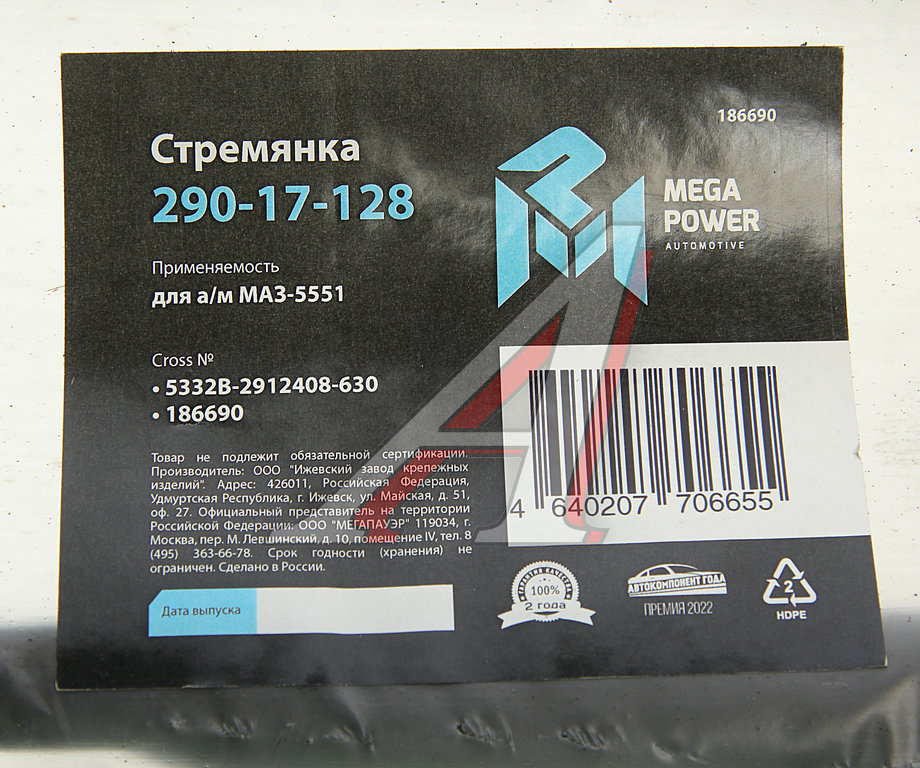 186690
Стремянка
290-17-128
MEGA
POWER
AUTOMOTIVE
Применяемость
для а/м МАЗ-5551
Cross №
• 5332В-2912408-630
• 186690
4 640207 706655
Товар не подлежит обязательной сертификации.
Производитель: ООО "Ижевский завод крепежных
изделий". Адрес: 426011, Российская Федерация,
Удмуртская Республика, г. Ижевск, ул. Майская, д. 51,
оф. 27. Официальный представитель на территории
Российской Федерации: ООО "МЕГАПАУЭР" 119034, г.
Москва, пер. М. Левшинский, д. 10, помещение IV, тел. 8
(495) 363-66-78. Срок годности (хранения) не
ограничен. Сделано в России.
Дата выпуска
ГАРАНТИЯ КАЧЕСТВА
100%
2 года
АВТОКОМПОНЕНТ ГОДА
ПРЕМИЯ 2022
2
HDPE